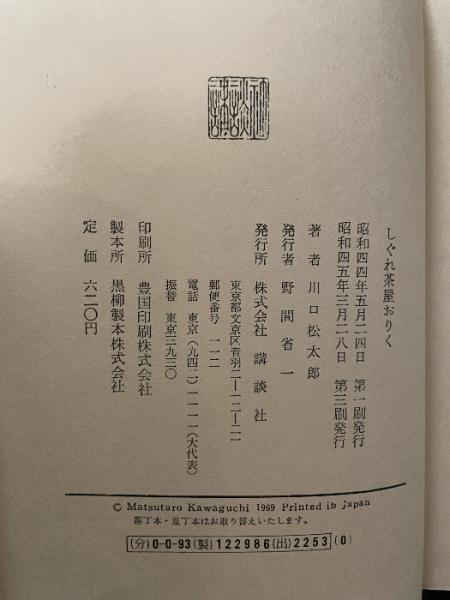 しぐれ茶屋おりく
昭和四四年五月二四日 第一刷発行
昭和四五年三月二八日 第三刷発行
著者 川口松太郎
発行者 野間省一
発行所 株式会社 講談社
東京都文京区音羽二―一二―二一
郵便番号 一一二
電話 東京(九四二)一一一一(大代表)
振替 東京三九三〇
印刷所 豊国印刷株式会社
製本所 黒柳製本株式会社
定価 六二〇円
© Matsutaro Kawaguchi 1969 Printed in Japan
落丁本・乱丁本はお取り替えいたします。
(分)0-0-93(製)122986(出)2253(0)